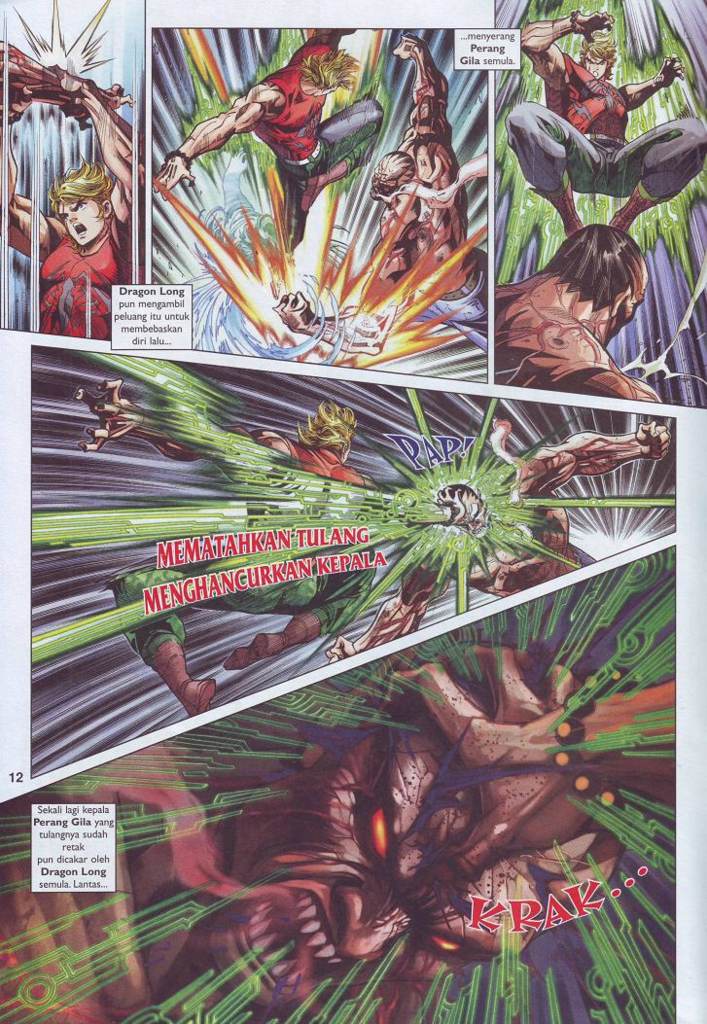 Dragon Long
pun mengambil
peluang itu untuk
membebaskan
diri lalu...
...menyerang
Perang
Gila semula.
PAP!
MEMATAHKAN TULANG
MENGHANCURKAN KEPALA
12
Sekali lagi kepala
Perang Gila yang
tulangnya sudah
retak
pun dicakar oleh
Dragon Long
semula. Lantas...
KRAK...